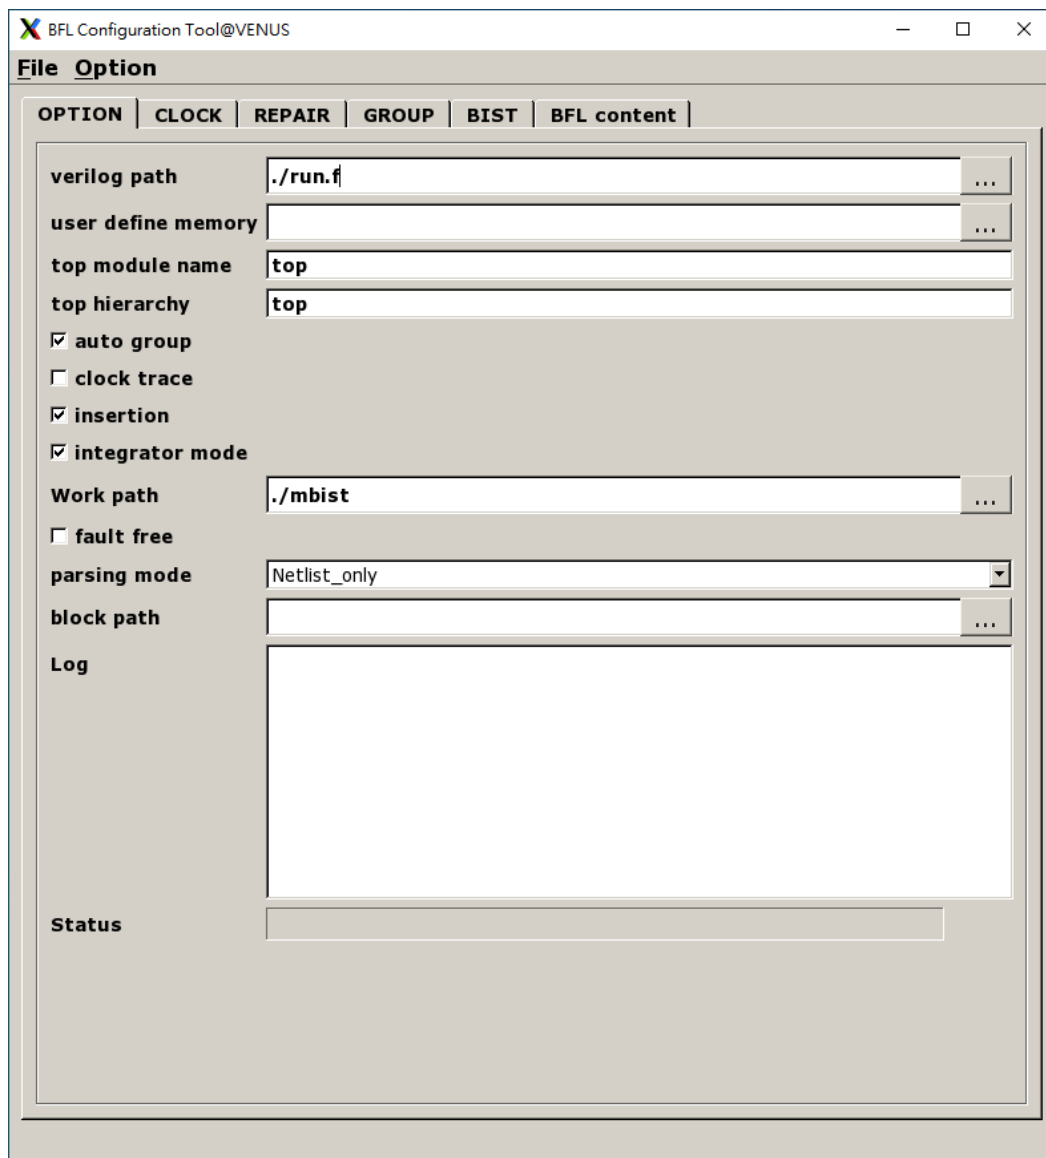 BFL Configuration Tool@VENUS
File Option
OPTION CLOCK REPAIR GROUP BIST BFL content
verilog path ./run.f ...
user define memory ...
top module name top
top hierarchy top
auto group
clock trace
insertion
integrator mode
Work path ./mbist ...
fault free
parsing mode Netlist_only
block path ...
Log
Status